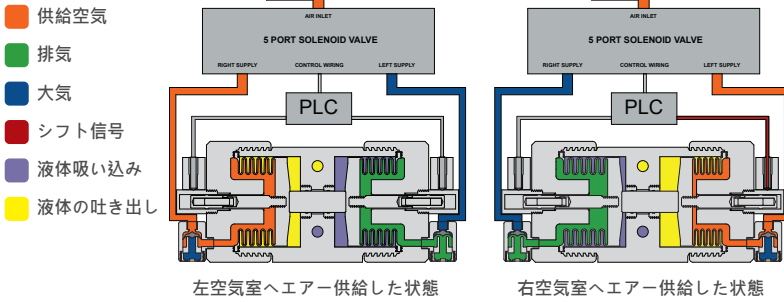 供給空気
排気
大気
シフト信号
液体吸い込み
液体の吐き出し
AIR INLET
5 PORT SOLENOID VALVE
RIGHT SUPPLY CONTROL WIRING LEFT SUPPLY
PLC
左空気室へエアー供給した状態
AIR INLET
5 PORT SOLENOID VALVE
RIGHT SUPPLY CONTROL WIRING LEFT SUPPLY
PLC
右空気室へエアー供給した状態